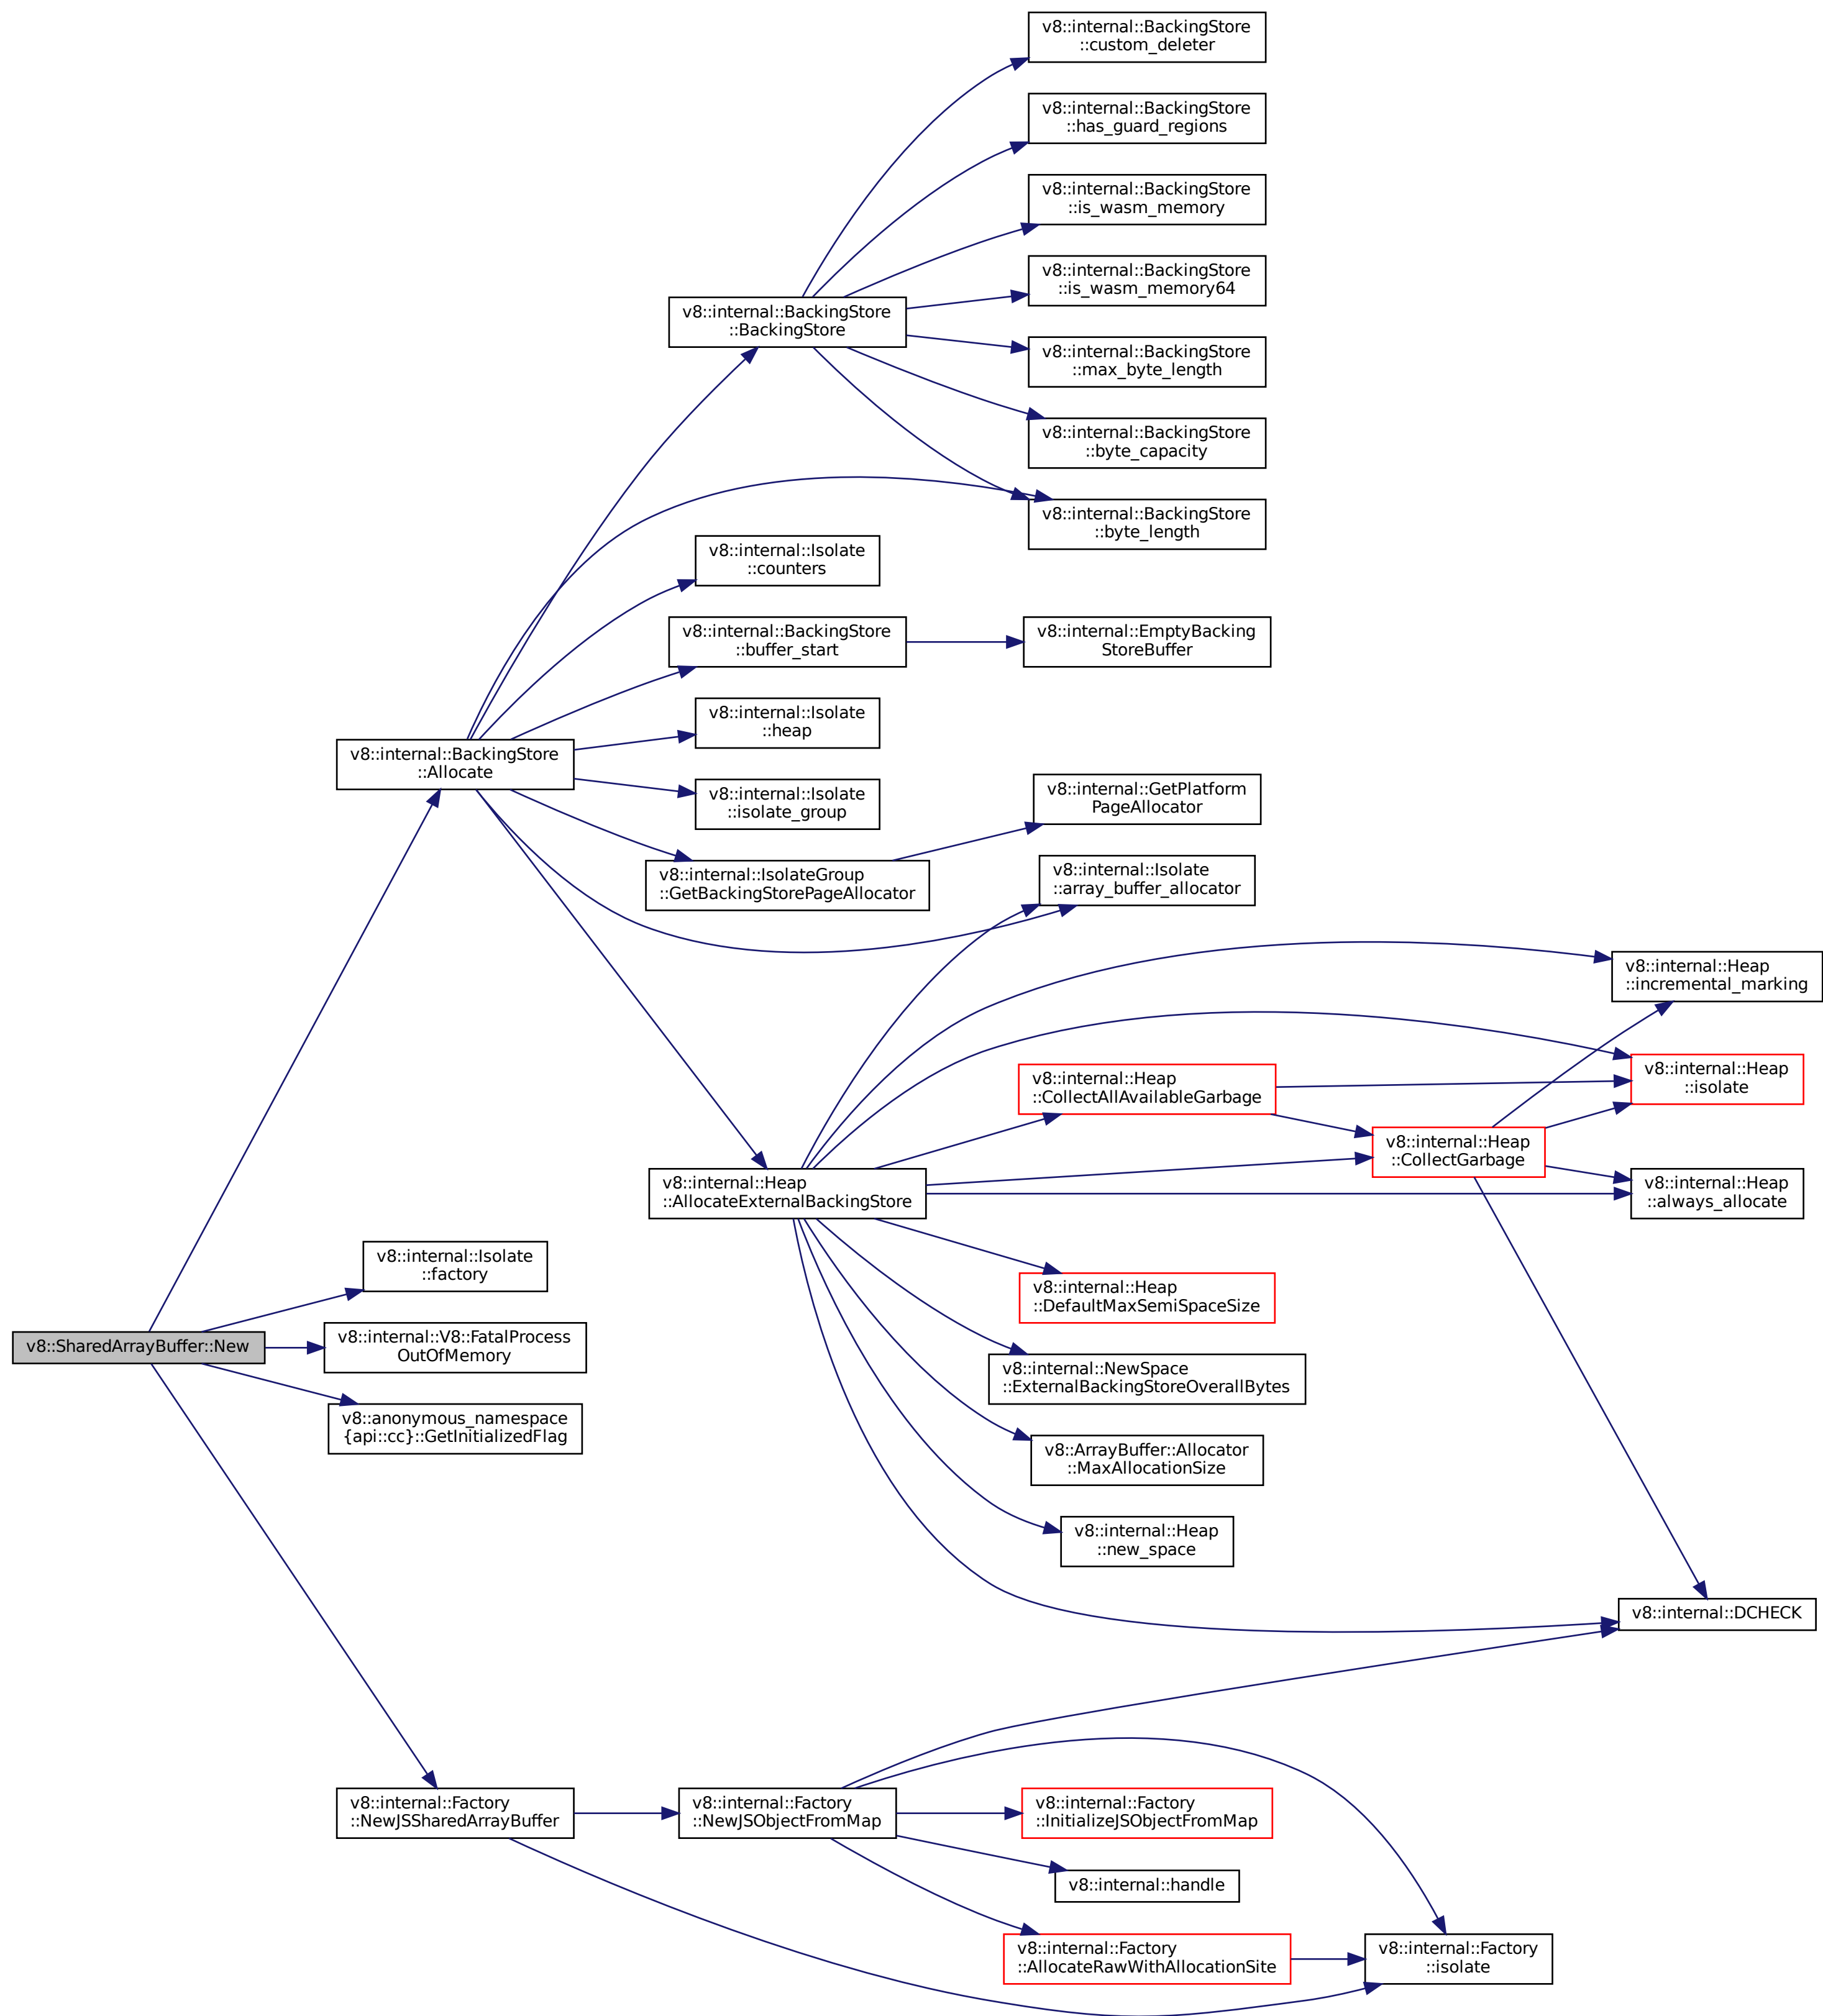 v8::internal::BackingStore
::custom_deleter
v8::internal::BackingStore
::has_guard_regions
v8::internal::BackingStore
::is_wasm_memory
v8::internal::BackingStore
::is_wasm_memory64
v8::internal::BackingStore
::BackingStore
v8::internal::BackingStore
::max_byte_length
v8::internal::BackingStore
::byte_capacity
v8::internal::BackingStore
::byte_length
v8::internal::Isolate
::counters
v8::internal::BackingStore
::buffer_start
v8::internal::EmptyBacking
StoreBuffer
v8::internal::Isolate
::heap
v8::internal::BackingStore
::Allocate
v8::internal::Isolate
::isolate_group
v8::internal::GetPlatform
PageAllocator
v8::internal::IsolateGroup
::GetBackingStorePageAllocator
v8::internal::Isolate
::array_buffer_allocator
v8::internal::Heap
::incremental_marking
v8::internal::Heap
::CollectAllAvailableGarbage
v8::internal::Heap
::isolate
v8::internal::Heap
::CollectGarbage
v8::internal::Heap
::AllocateExternalBackingStore
v8::internal::Heap
::always_allocate
v8::internal::Isolate
::factory
v8::internal::Heap
::DefaultMaxSemiSpaceSize
v8::SharedArrayBuffer::New
v8::internal::V8::FatalProcess
OutOfMemory
v8::internal::NewSpace
::ExternalBackingStoreOverallBytes
v8::anonymous_namespace
{api::cc}::GetInitializedFlag
v8::ArrayBuffer::Allocator
::MaxAllocationSize
v8::internal::Heap
::new_space
v8::internal::DCHECK
v8::internal::Factory
::NewJSSharedArrayBuffer
v8::internal::Factory
::NewJSObjectFromMap
v8::internal::Factory
::InitializeJSObjectFromMap
v8::internal::handle
v8::internal::Factory
::AllocateRawWithAllocationSite
v8::internal::Factory
::isolate